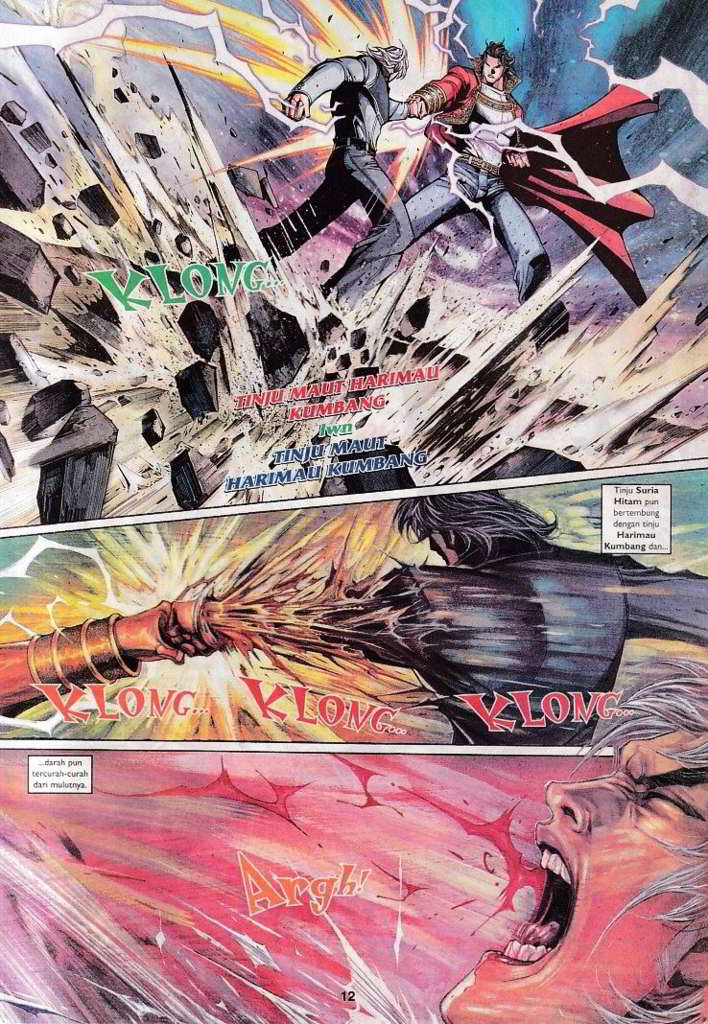 KLONG...
TINJU MAUT HARIMAU
KUMBANG
lwn
TINJU MAUT
HARIMAU KUMBANG
Tinju Suria
Hitam pun
bertembung
dengan tinju
Harimau
Kumbang dan...
KLONG...
KLONG...
KLONG...
...darah pun
tercurah-curah
dari mulutnya.
Argh!
12